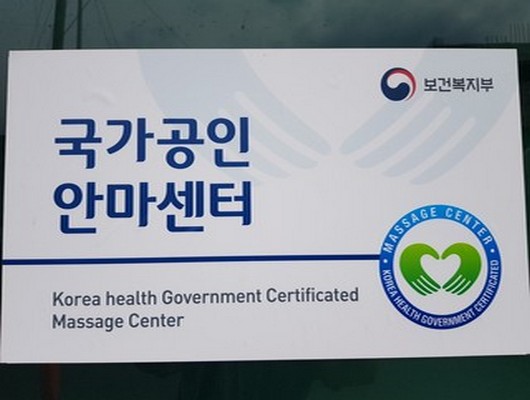 보건복지부
국가공인
안마센터
Korea health Government Certificated
Massage Center
MASSAGE CENTER
KOREA HEALTH GOVERNMENT CERTIFICATED